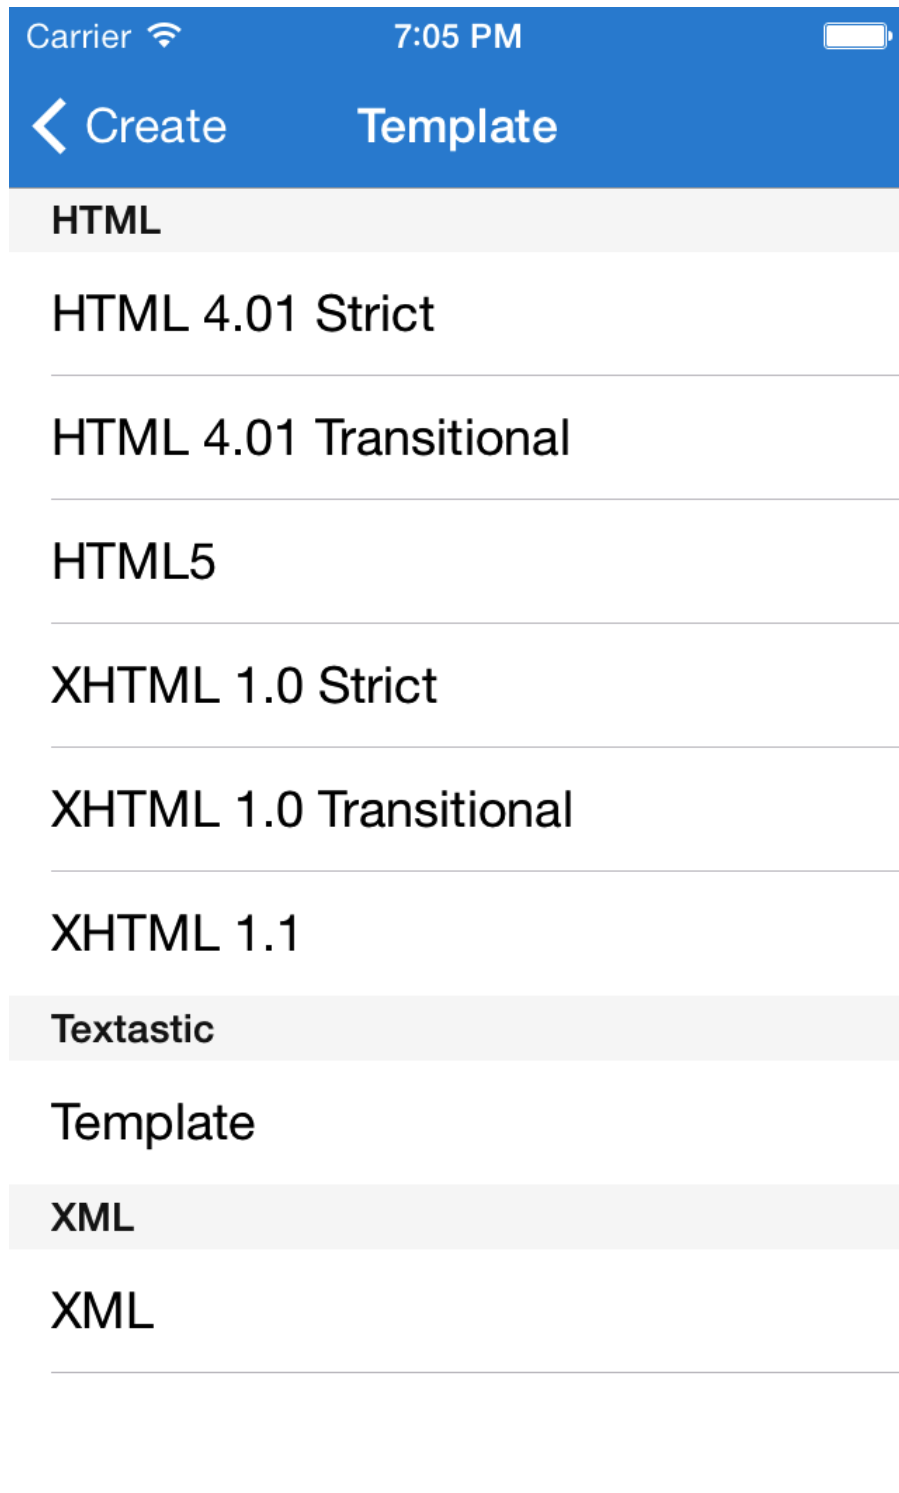 Carrier 7:05 PM
Create Template
HTML
HTML 4.01 Strict
HTML 4.01 Transitional
HTML5
XHTML 1.0 Strict
XHTML 1.0 Transitional
XHTML 1.1
Textastic
Template
XML
XML